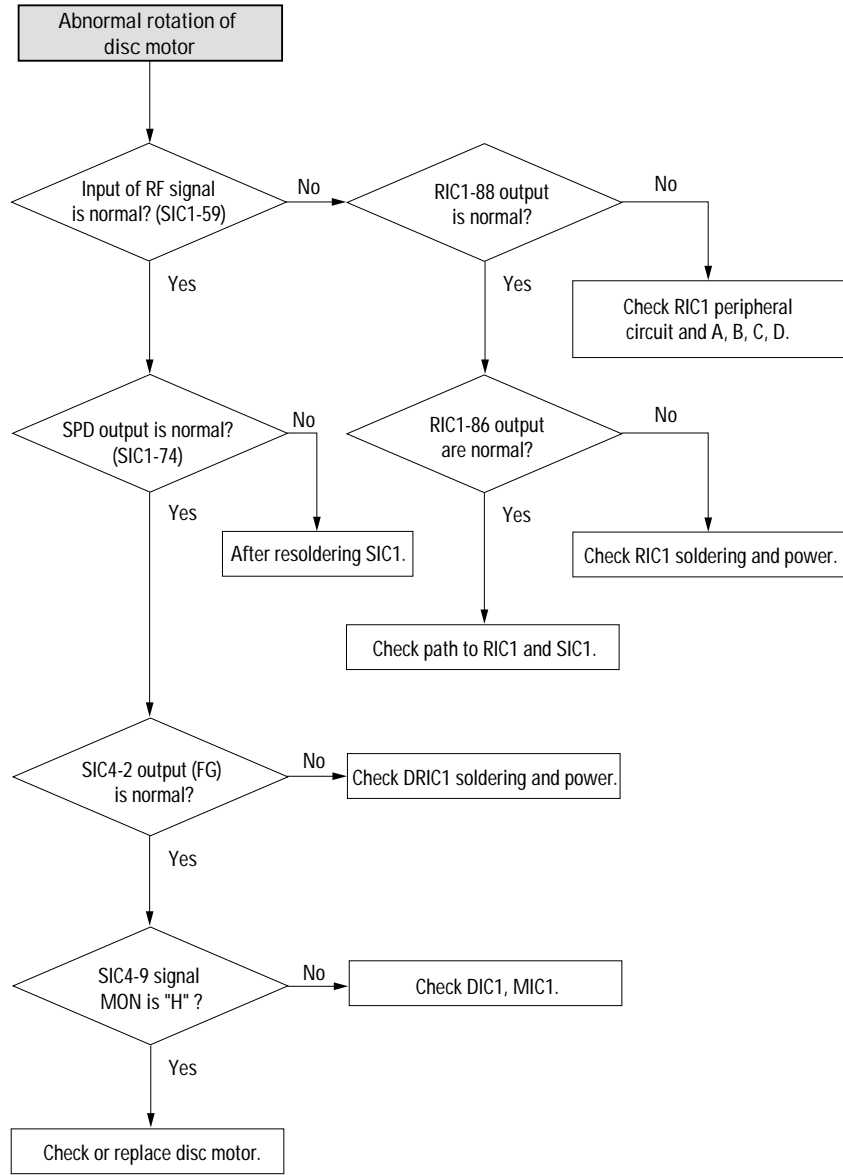 Abnormal rotation of
disc motor
Input of RF signal
is normal? (SIC1-59)
No
RIC1-88 output
is normal?
No
Yes
Yes
Check RIC1 peripheral
circuit and A, B, C, D.
SPD output is normal?
(SIC1-74)
No
RIC1-86 output
are normal?
No
Yes
Yes
After resoldering SIC1.
Check RIC1 soldering and power.
Check path to RIC1 and SIC1.
SIC4-2 output (FG)
is normal?
No
Check DRIC1 soldering and power.
Yes
SIC4-9 signal
MON is "H" ?
No
Check DIC1, MIC1.
Yes
Check or replace disc motor.